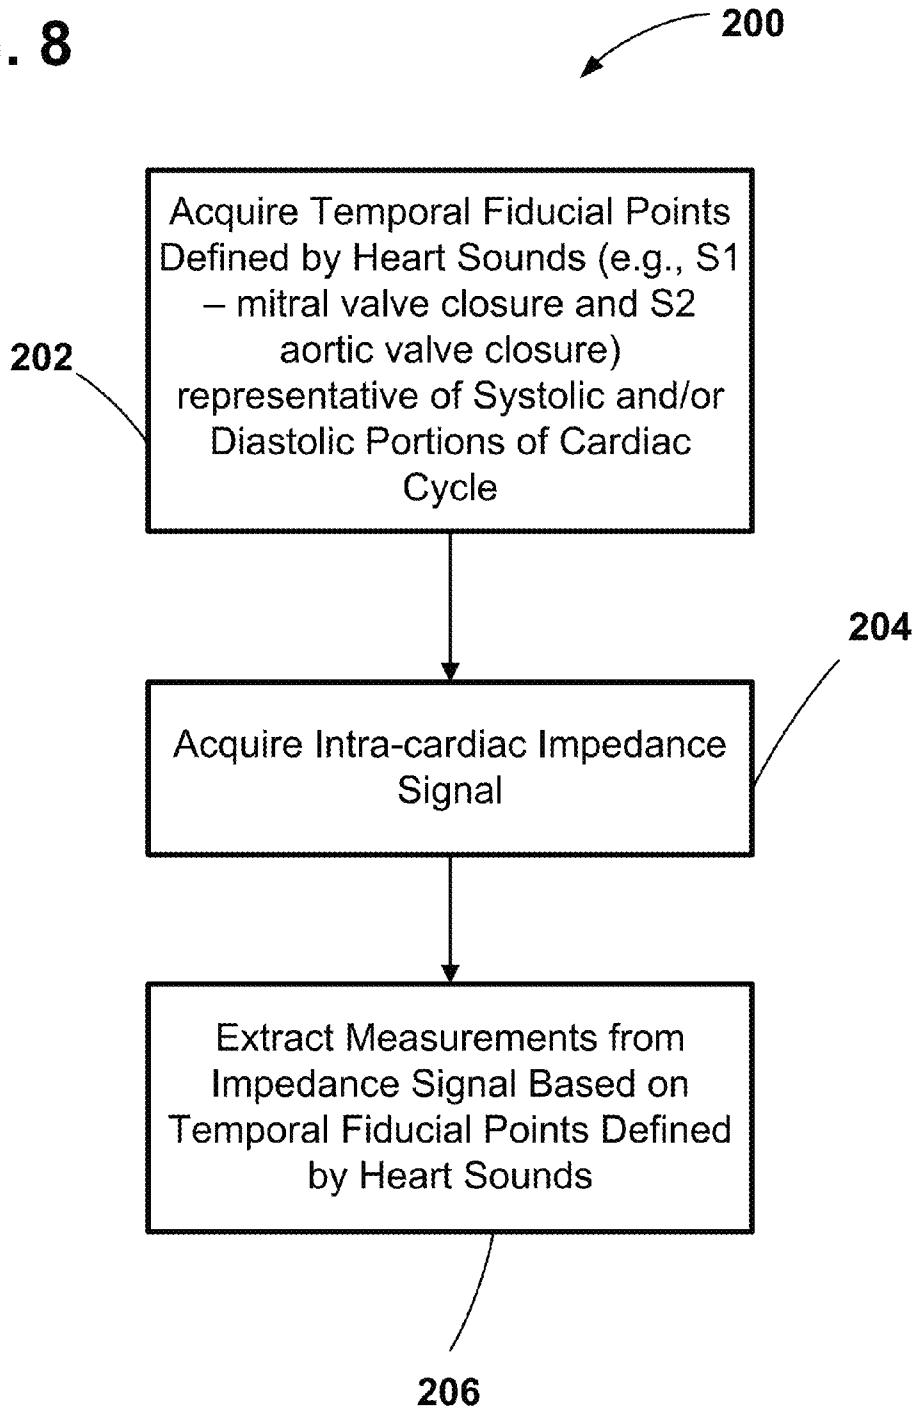 . 8
200
Acquire Temporal Fiducial Points
Defined by Heart Sounds (e.g., S1
– mitral valve closure and S2
aortic valve closure)
representative of Systolic and/or
Diastolic Portions of Cardiac
Cycle
202
204
Acquire Intra-cardiac Impedance
Signal
Extract Measurements from
Impedance Signal Based on
Temporal Fiducial Points Defined
by Heart Sounds
206